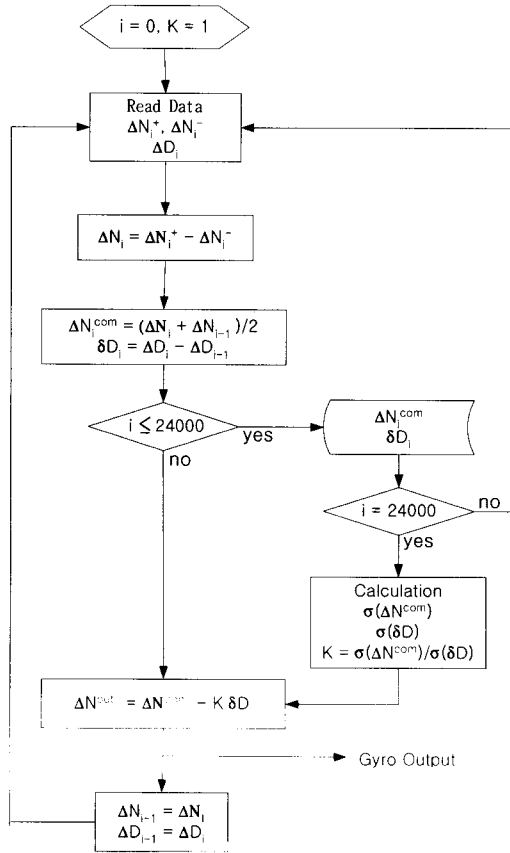 i = 0, K = 1
Read Data
ΔNᵢ⁺, ΔNᵢ⁻
ΔDᵢ
ΔNᵢ = ΔNᵢ⁺ − ΔNᵢ⁻
ΔNᵢᶜᵒᵐ = (ΔNᵢ + ΔNᵢ₋₁)/2
δDᵢ = ΔDᵢ − ΔDᵢ₋₁
i ≤ 24000
yes
no
ΔNᵢᶜᵒᵐ
δDᵢ
i = 24000
no
yes
Calculation
σ(ΔNᶜᵒᵐ)
σ(δD)
K = σ(ΔNᶜᵒᵐ)/σ(δD)
ΔNᵒᵘᵗ = ΔN − K δD
Gyro Output
ΔNᵢ₋₁ = ΔNᵢ
ΔDᵢ₋₁ = ΔDᵢ